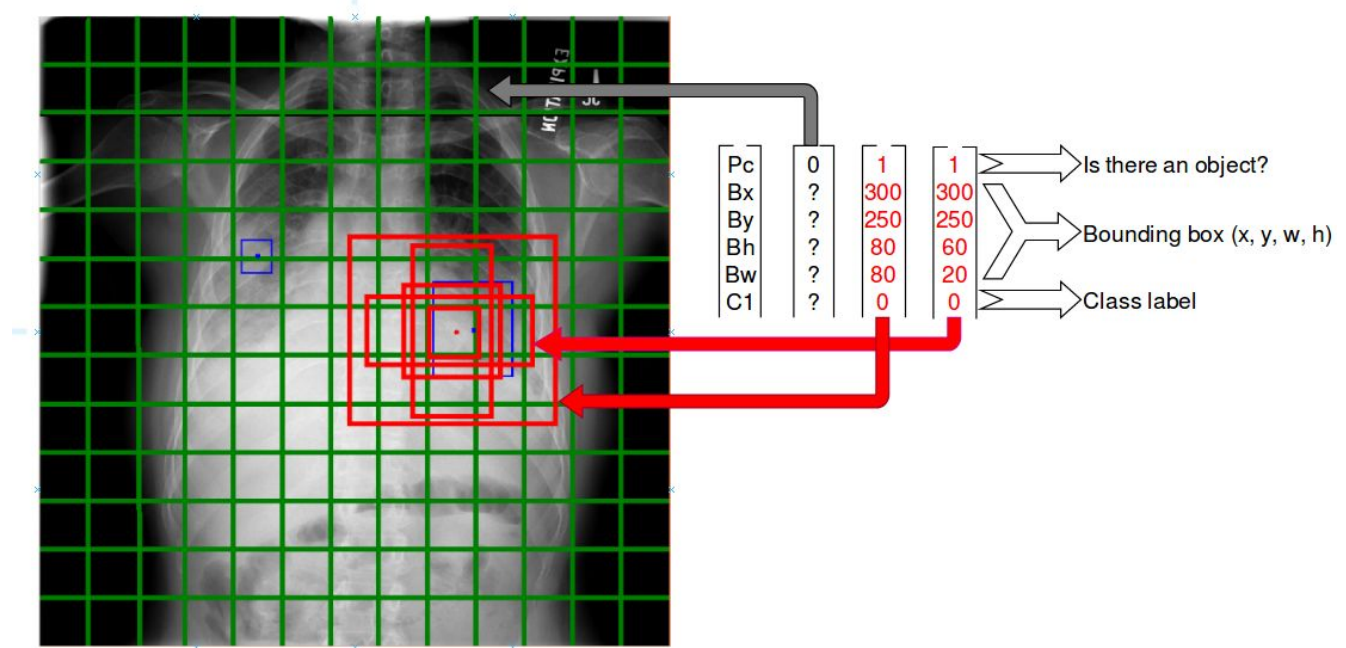 Pc 0 1 1 Is there an object?
Bx ? 300 300
By ? 250 250 Bounding box (x, y, w, h)
Bh ? 80 60
Bw ? 80 20
C1 ? 0 0 Class label